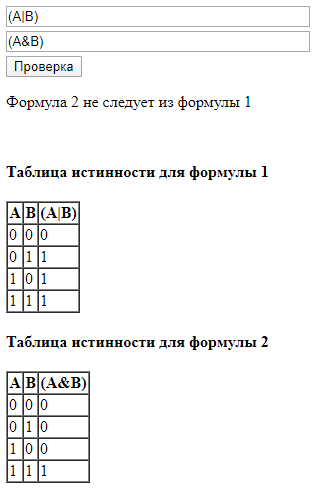 (A|B)
(A&B)
Проверка
Формула 2 не следует из формулы 1
Таблица истинности для формулы 1
A B (A|B)
0 0 0
0 1 1
1 0 1
1 1 1
Таблица истинности для формулы 2
A B (A&B)
0 0 0
0 1 0
1 0 0
1 1 1